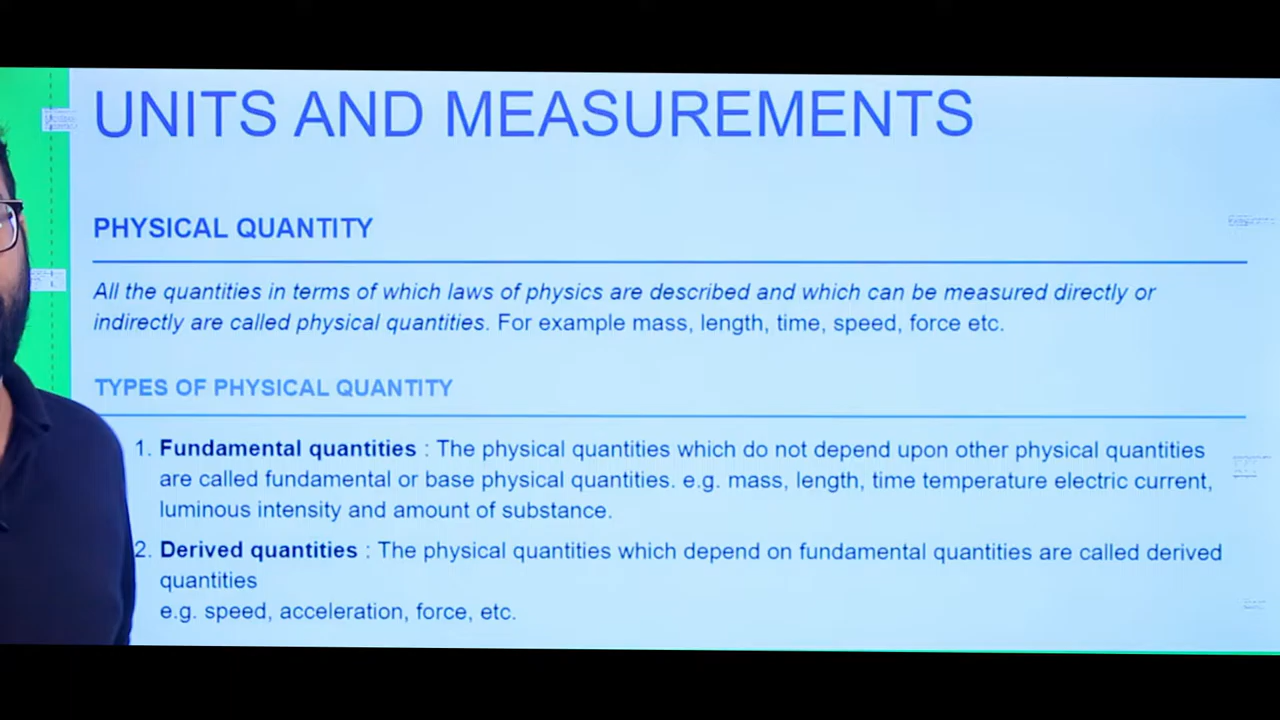 UNITS AND MEASUREMENTS
PHYSICAL QUANTITY
All the quantities in terms of which laws of physics are described and which can be measured directly or
indirectly are called physical quantities. For example mass, length, time, speed, force etc.
TYPES OF PHYSICAL QUANTITY
1. Fundamental quantities : The physical quantities which do not depend upon other physical quantities
are called fundamental or base physical quantities. e.g. mass, length, time temperature electric current,
luminous intensity and amount of substance.
2. Derived quantities : The physical quantities which depend on fundamental quantities are called derived
quantities
e.g. speed, acceleration, force, etc.